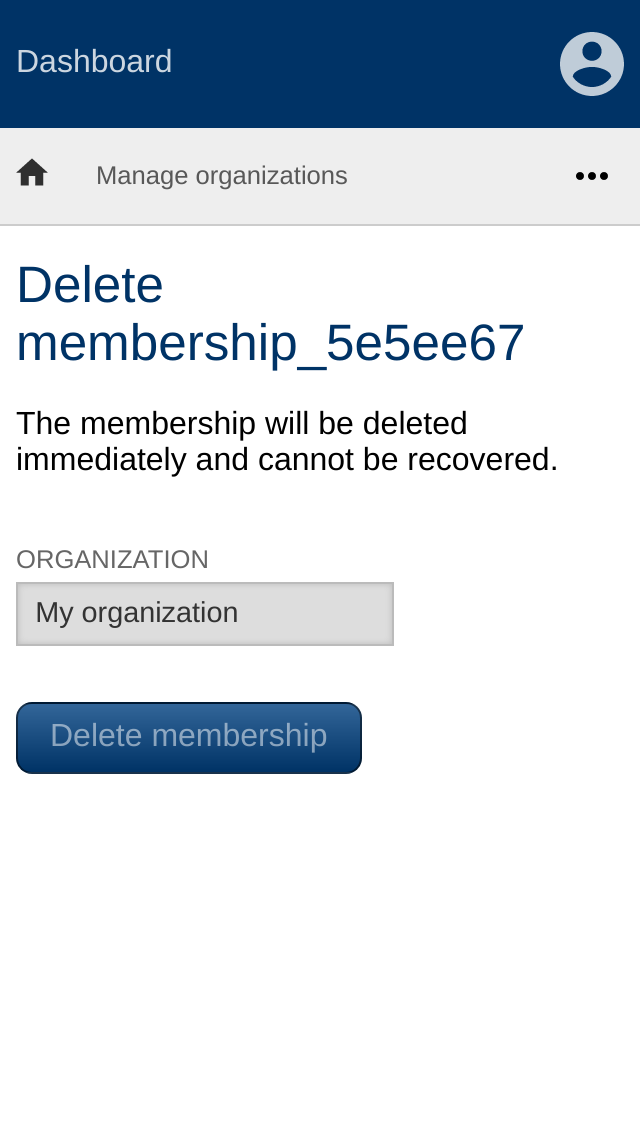 Dashboard
Manage organizations
Delete
membership_5e5ee67
The membership will be deleted
immediately and cannot be recovered.
ORGANIZATION
My organization
Delete membership